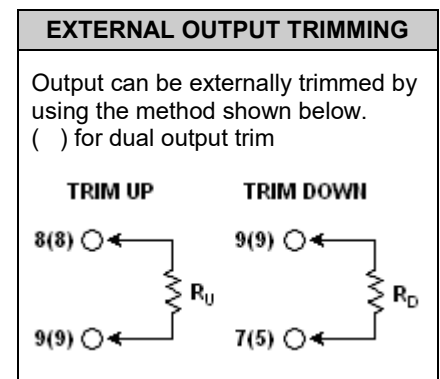 EXTERNAL OUTPUT TRIMMING
Output can be externally trimmed by
using the method shown below.
( ) for dual output trim
TRIM UP TRIM DOWN
8(8) 9(9)
RU RD
9(9) 7(5)